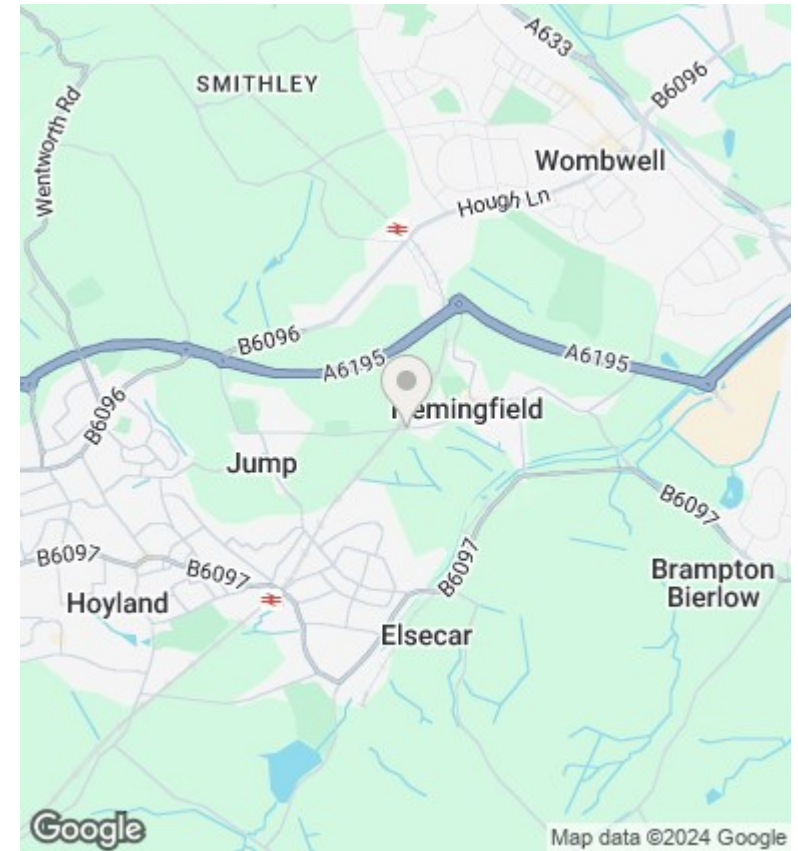 A633
SMITHLEY
B6096
Wentworth Rd
Wombwell
Hough Ln
B6096
A6195
A6195
B6096
Hemingfield
Jump
B6097
B6097
B6097
B6097
Brampton
Bierlow
Hoyland
Elsecar
Google
Map data ©2024 Google